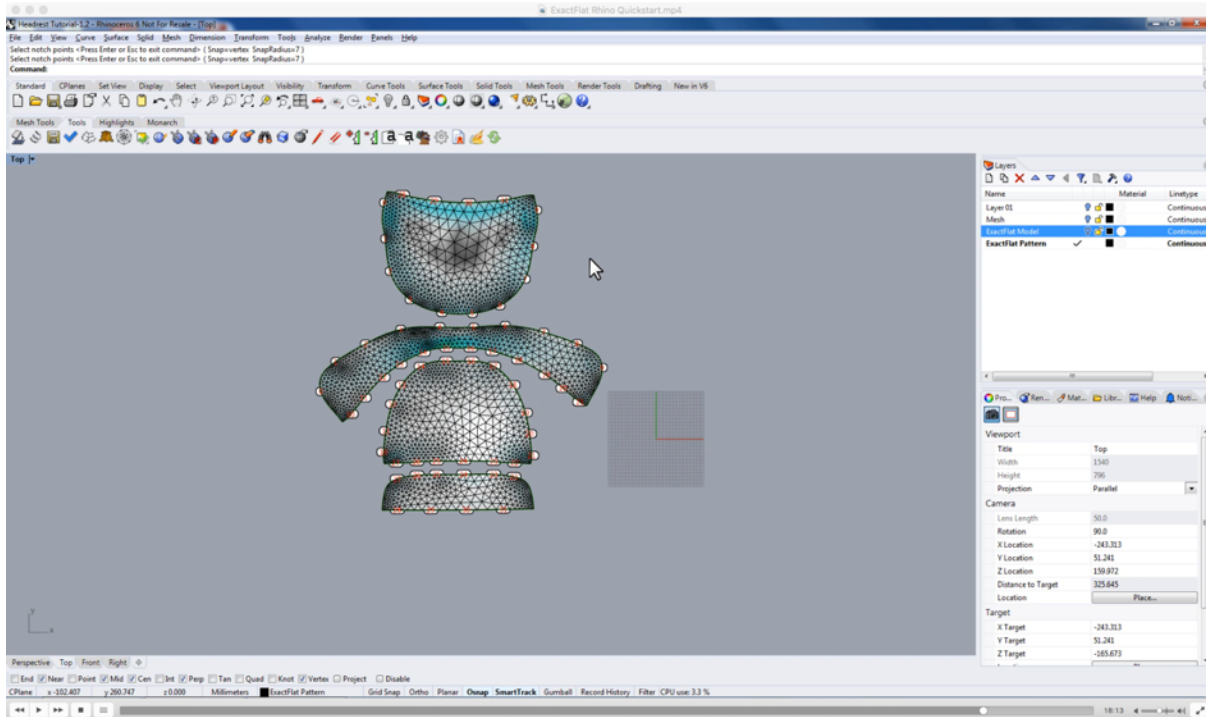 ExactFlat Rhino Quickstart.mp4
Headrest Tutorial-1.2 - Rhinoceros 6 Not For Resale - [Top]
File Edit View Curve Surface Solid Mesh Dimension Transform Tools Analyze Render Panels Help
Select notch points <Press Enter or Esc to exit command> ( Snap=vertex SnapRadius=7 )
Select notch points <Press Enter or Esc to exit command> ( Snap=vertex SnapRadius=7 )
Command:
Standard CPlanes Set View Display Select Viewport Layout Visibility Transform Curve Tools Surface Tools Solid Tools Mesh Tools Render Tools Drafting New in V6
Mesh Tools Tools Highlights Monarch
Top
Layers
Name Material Linetype
Layer 01 Continuous
Mesh Continuous
ExactFlat Model Continuous
ExactFlat Pattern Continuous
Pro... Ren... Mat... Libr... Help Noti...
Viewport
Title Top
Width 1540
Height 796
Projection Parallel
Camera
Lens Length 50.0
Rotation 90.0
X Location -243.313
Y Location 51.241
Z Location 159.972
Distance to Target 325.645
Location Place...
Target
X Target -243.313
Y Target 51.241
Z Target -165.673
y
x
Perspective Top Front Right
End Near Point Mid Cen Int Perp Tan Quad Knot Vertex Project Disable
CPlane x -102.407 y 260.747 z 0.000 Millimeters ExactFlat Pattern Grid Snap Ortho Planar Osnap SmartTrack Gumball Record History Filter CPU use: 3.3 %
18:13